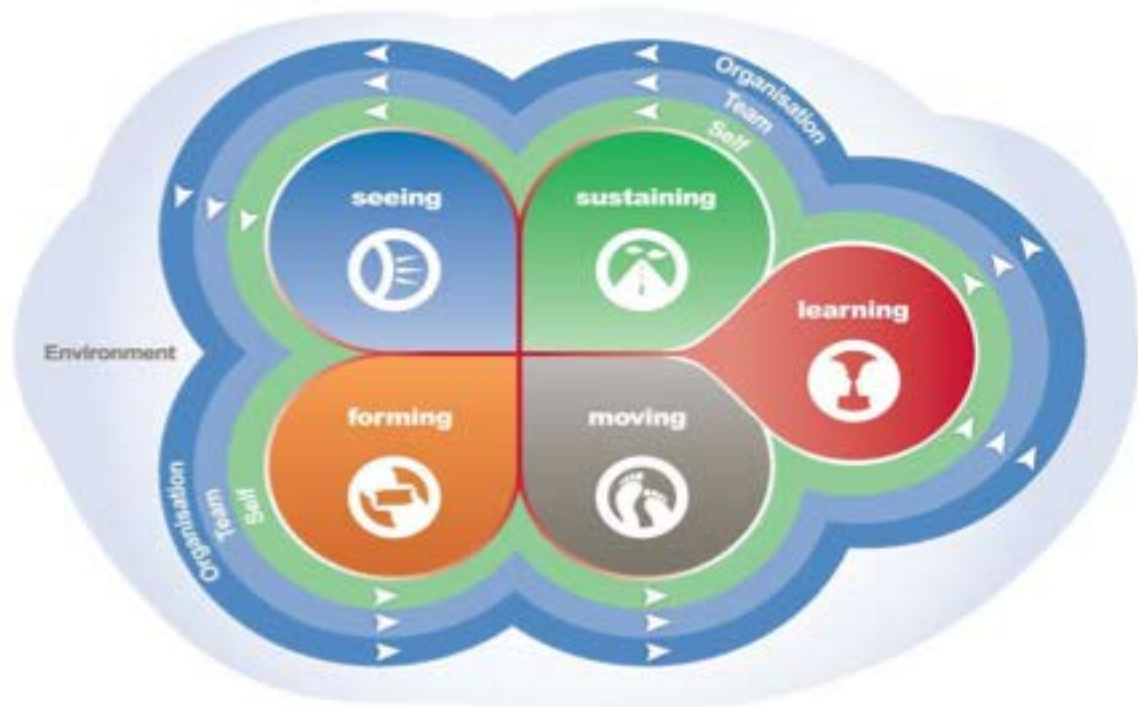 Organisation
Team
Self
seeing
sustaining
learning
Environment
forming
moving
Organisation
Team
Self